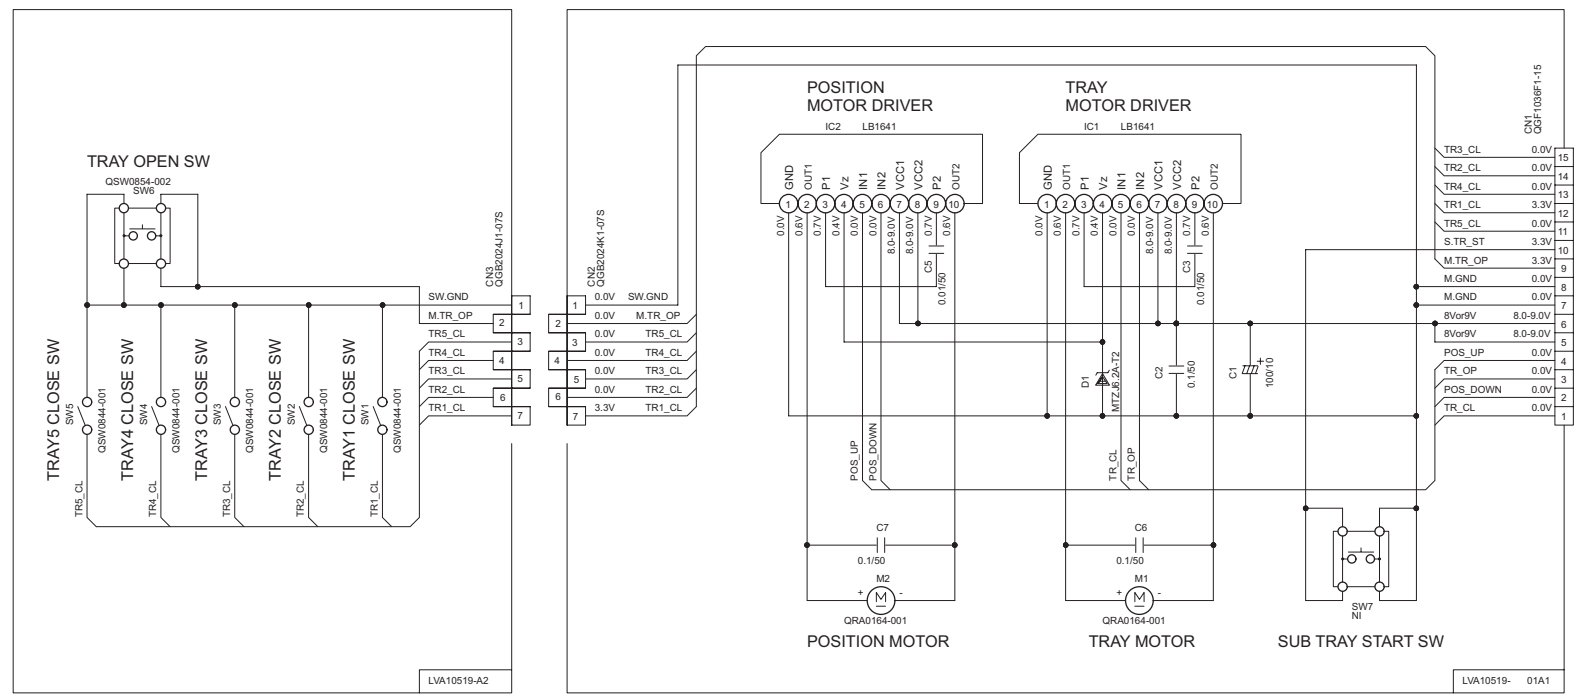 TRAY OPEN SW
QSW0854-002
SW6
TRAY5 CLOSE SW
SW5
QSW0844-001
TRAY4 CLOSE SW
SW4
QSW0844-001
TRAY3 CLOSE SW
SW3
QSW0844-001
TRAY2 CLOSE SW
SW2
QSW0844-001
TRAY1 CLOSE SW
SW1
QSW0844-001
TR5_CL
TR4_CL
TR3_CL
TR2_CL
TR1_CL
CN3
QGB2024J1-07S
SW.GND 1
M.TR_OP 2
TR5_CL 3
TR4_CL 4
TR3_CL 5
TR2_CL 6
TR1_CL 7
LVA10519-A2
CN2
QGB2024K1-07S
1 0.0V SW.GND
2 0.0V M.TR_OP
3 0.0V TR5_CL
4 0.0V TR4_CL
5 0.0V TR3_CL
6 0.0V TR2_CL
7 3.3V TR1_CL
POSITION
MOTOR DRIVER
IC2 LB1641
GND OUT1 P1 Vz IN1 IN2 VCC1 VCC2 P2 OUT2
1 2 3 4 5 6 7 8 9 10
0.0V 0.6V 0.7V 0.4V 0.0V 0.0V 8.0-9.0V 0.7V 0.6V
C5
0.01/50
TRAY
MOTOR DRIVER
IC1 LB1641
GND OUT1 P1 Vz IN1 IN2 VCC1 VCC2 P2 OUT2
1 2 3 4 5 6 7 8 9 10
0.0V 0.6V 0.7V 0.4V 0.0V 0.0V 8.0-9.0V 8.0-9.0V 0.7V 0.6V
C3
0.01/50
D1
MTZJ6.2A-T2
C2
0.1/50
C1
+
100/10
POS_UP
POS_DOWN
TR_CL
TR_OP
C7
0.1/50
M2
+ M -
QRA0164-001
POSITION MOTOR
C6
0.1/50
M1
+ M -
QRA0164-001
TRAY MOTOR
SW7
NI
SUB TRAY START SW
CN1
QGF1036F1-15
TR3_CL 0.0V 15
TR2_CL 0.0V 14
TR4_CL 0.0V 13
TR1_CL 3.3V 12
TR5_CL 0.0V 11
S.TR_ST 3.3V 10
M.TR_OP 3.3V 9
M.GND 0.0V 8
M.GND 0.0V 7
8Vor9V 8.0-9.0V 6
8Vor9V 8.0-9.0V 5
POS_UP 0.0V 4
TR_OP 0.0V 3
POS_DOWN 0.0V 2
TR_CL 0.0V 1
LVA10519- 01A1